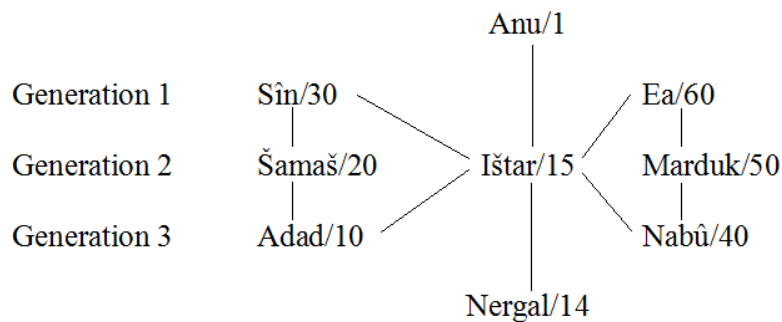 Anu/1
Generation 1 Sîn/30 Ea/60
Generation 2 Šamaš/20 Ištar/15 Marduk/50
Generation 3 Adad/10 Nabû/40
Nergal/14